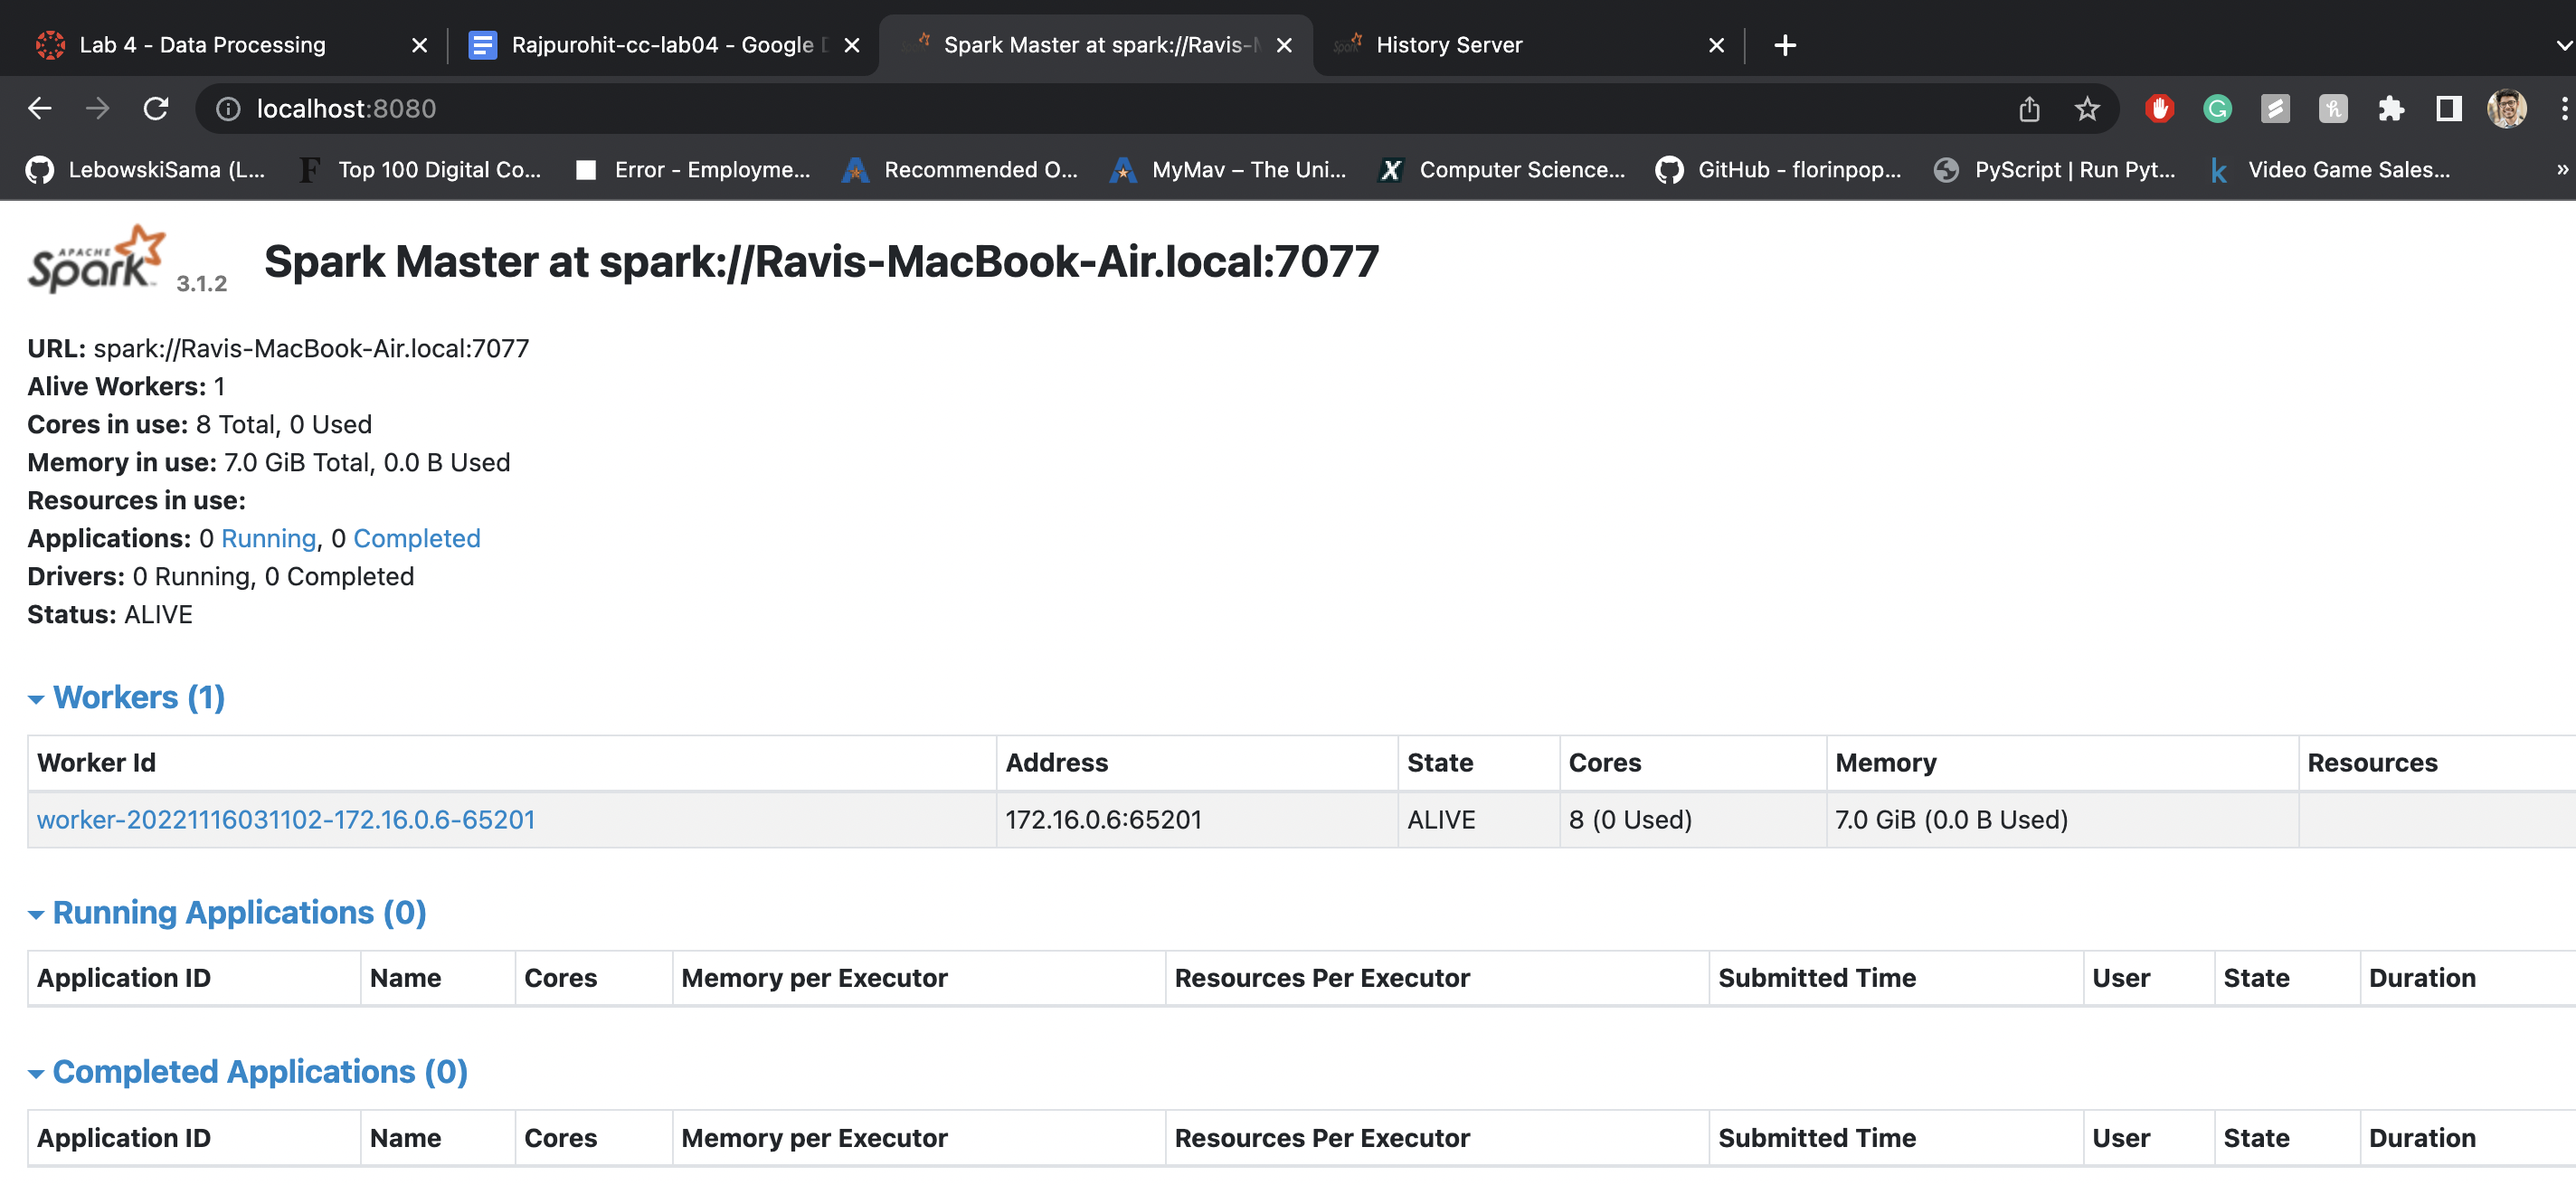 Lab 4 - Data Processing
Rajpurohit-cc-lab04 - Google D
Spark Master at spark://Ravis-M
History Server
localhost:8080
LebowskiSama (L...
Top 100 Digital Co...
Error - Employme...
Recommended O...
MyMav – The Uni...
Computer Science...
GitHub - florinpop...
PyScript | Run Pyt...
Video Game Sales...
»
APACHE
Spark 3.1.2 Spark Master at spark://Ravis-MacBook-Air.local:7077
URL: spark://Ravis-MacBook-Air.local:7077
Alive Workers: 1
Cores in use: 8 Total, 0 Used
Memory in use: 7.0 GiB Total, 0.0 B Used
Resources in use:
Applications: 0 Running, 0 Completed
Drivers: 0 Running, 0 Completed
Status: ALIVE
Workers (1)
Worker Id Address State Cores Memory Resources
worker-20221116031102-172.16.0.6-65201 172.16.0.6:65201 ALIVE 8 (0 Used) 7.0 GiB (0.0 B Used)
Running Applications (0)
Application ID Name Cores Memory per Executor Resources Per Executor Submitted Time User State Duration
Completed Applications (0)
Application ID Name Cores Memory per Executor Resources Per Executor Submitted Time User State Duration